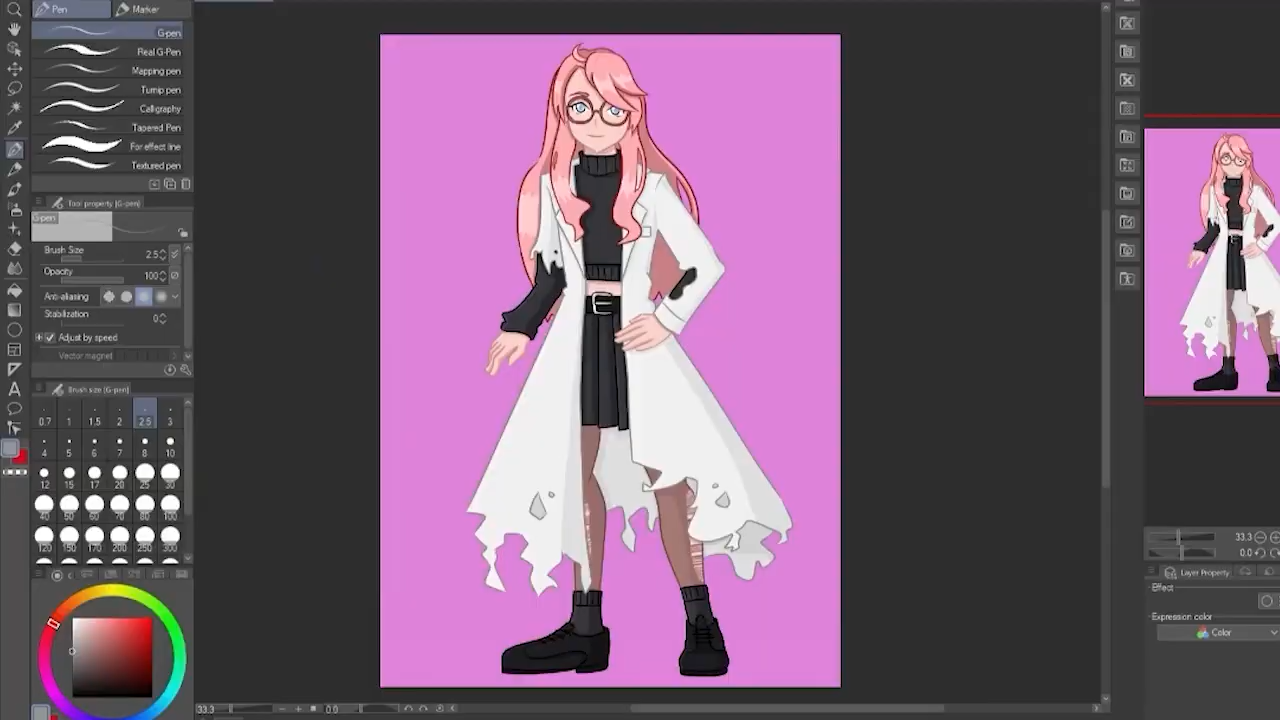 Pen Marker
G-pen
Real G-Pen
Mapping pen
Turnip pen
Calligraphy
Tapered Pen
For effect line
Textured pen
Tool property [G-pen]
G-pen
Brush Size 2.5
Opacity 100
Anti-aliasing
Stabilization 0
Adjust by speed
Vector magnet
Brush size [G-pen]
0.7 1 1.5 2 2.5 3
4 5 6 7 8 10
12 15 17 20 25 30
40 50 60 70 80 100
120 150 170 200 250 300
33.3 0.0
33.3
0.0
Layer Property
Effect
Expression color
Color